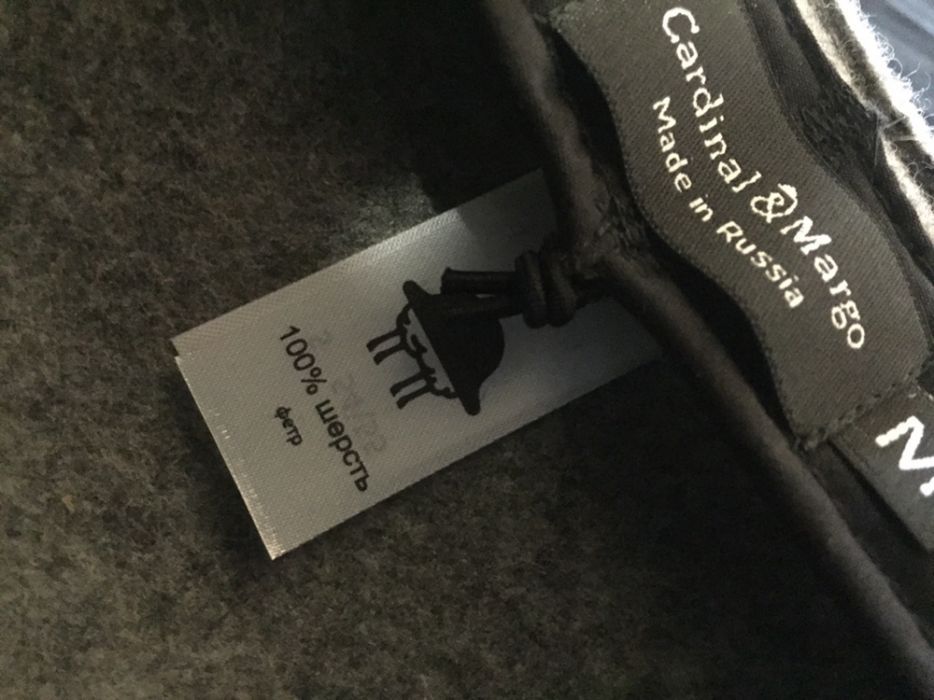 Cardinal & Margo
Made in Russia
100% шерсть
фетр